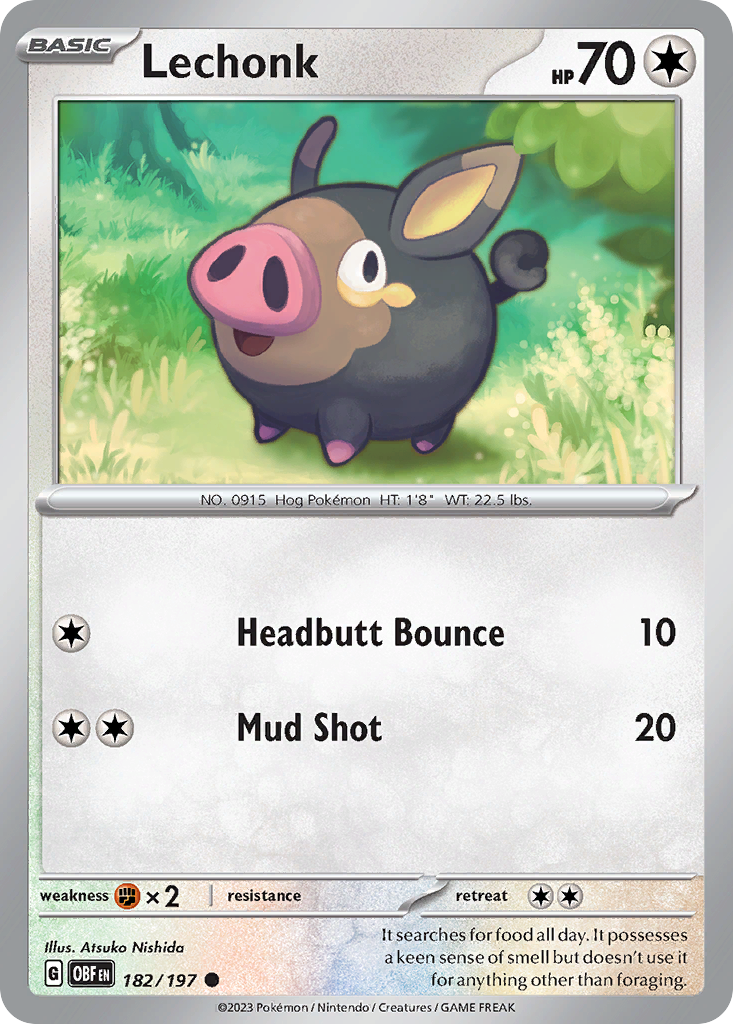 BASIC
Lechonk
HP 70
NO. 0915 Hog Pokémon HT: 1'8" WT: 22.5 lbs.
Headbutt Bounce 10
Mud Shot 20
weakness ×2 resistance retreat
Illus. Atsuko Nishida
It searches for food all day. It possesses
a keen sense of smell but doesn't use it
for anything other than foraging.
G OBF EN 182/197
©2023 Pokémon / Nintendo / Creatures / GAME FREAK